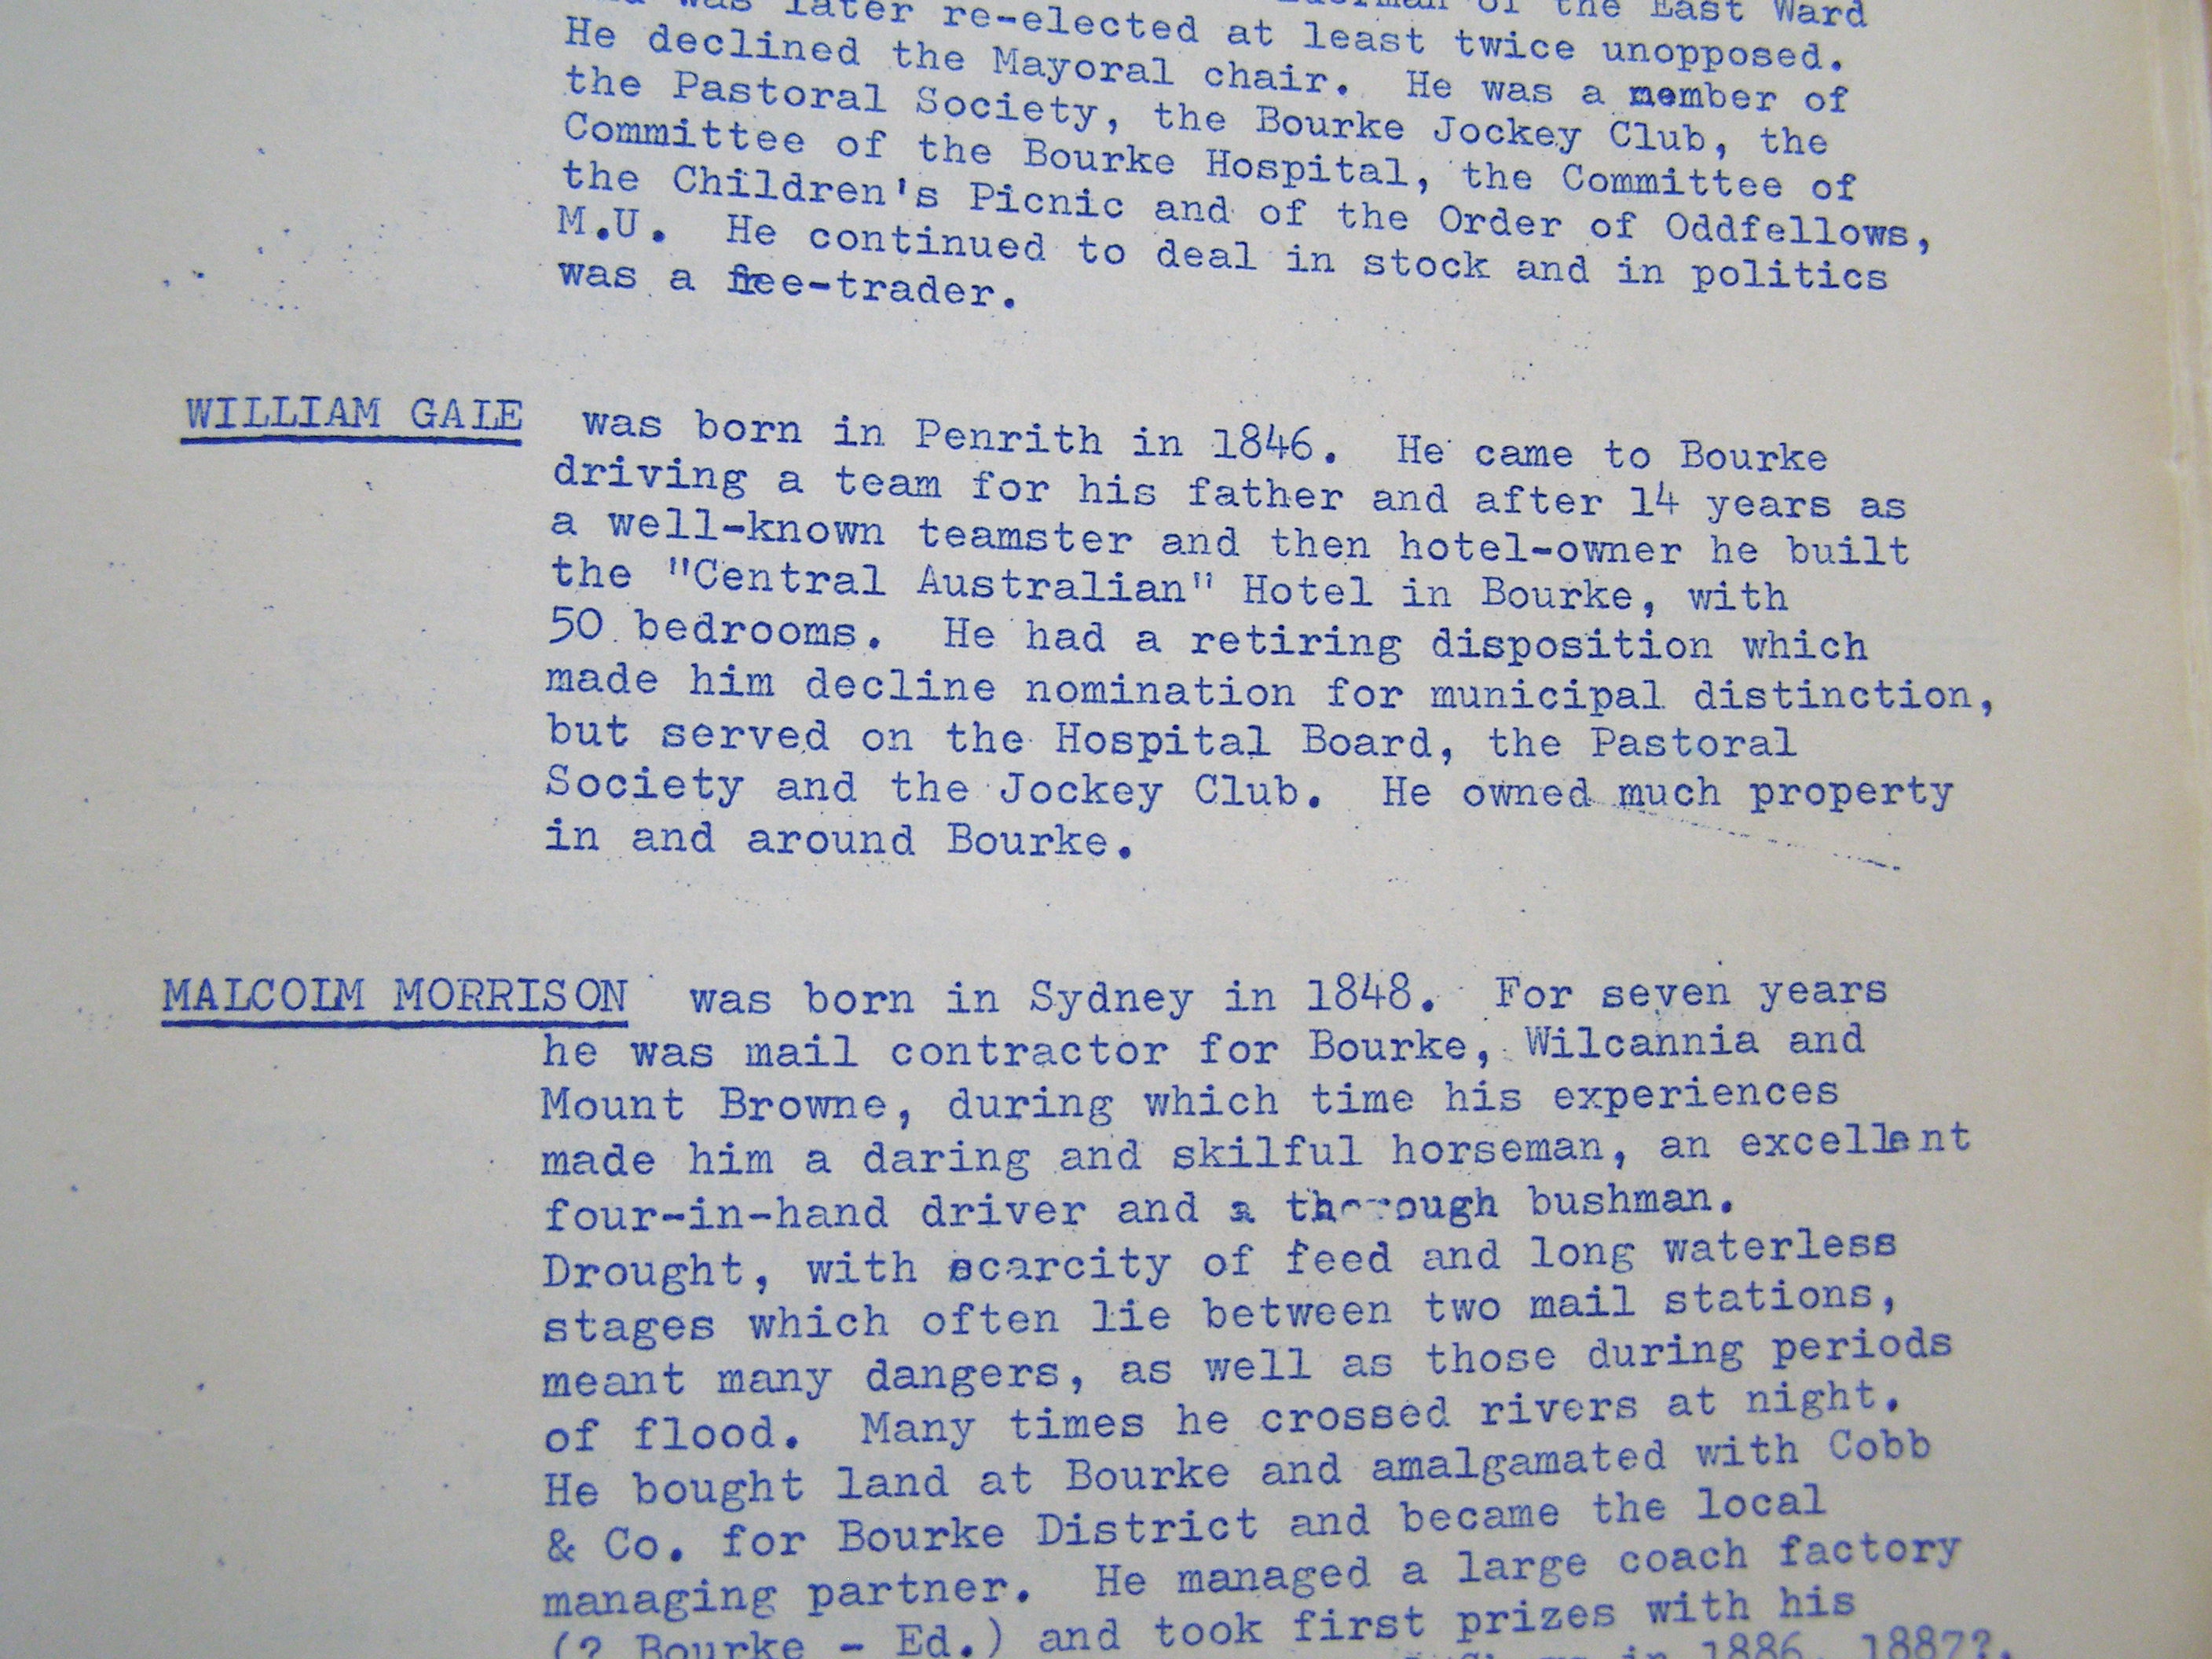 was later re-elected at least twice unopposed. of the East Ward
He declined the Mayoral chair. He was a member of
the Pastoral Society, the Bourke Jockey Club, the
Committee of the Bourke Hospital, the Committee of
the Children's Picnic and of the Order of Oddfellows,
M.U. He continued to deal in stock and in politics
was a free-trader.
WILLIAM GALE was born in Penrith in 1846. He came to Bourke
driving a team for his father and after 14 years as
a well-known teamster and then hotel-owner he built
the "Central Australian" Hotel in Bourke, with
50 bedrooms. He had a retiring disposition which
made him decline nomination for municipal distinction,
but served on the Hospital Board, the Pastoral
Society and the Jockey Club. He owned much property
in and around Bourke.
MALCOLM MORRISON was born in Sydney in 1848. For seven years
he was mail contractor for Bourke, Wilcannia and
Mount Browne, during which time his experiences
made him a daring and skilful horseman, an excellent
four-in-hand driver and a thorough bushman.
Drought, with scarcity of feed and long waterless
stages which often lie between two mail stations,
meant many dangers, as well as those during periods
of flood. Many times he crossed rivers at night.
He bought land at Bourke and amalgamated with Cobb
& Co. for Bourke District and became the local
managing partner. He managed a large coach factory
(? Bourke - Ed.) and took first prizes with his
in 1886, 1887?,